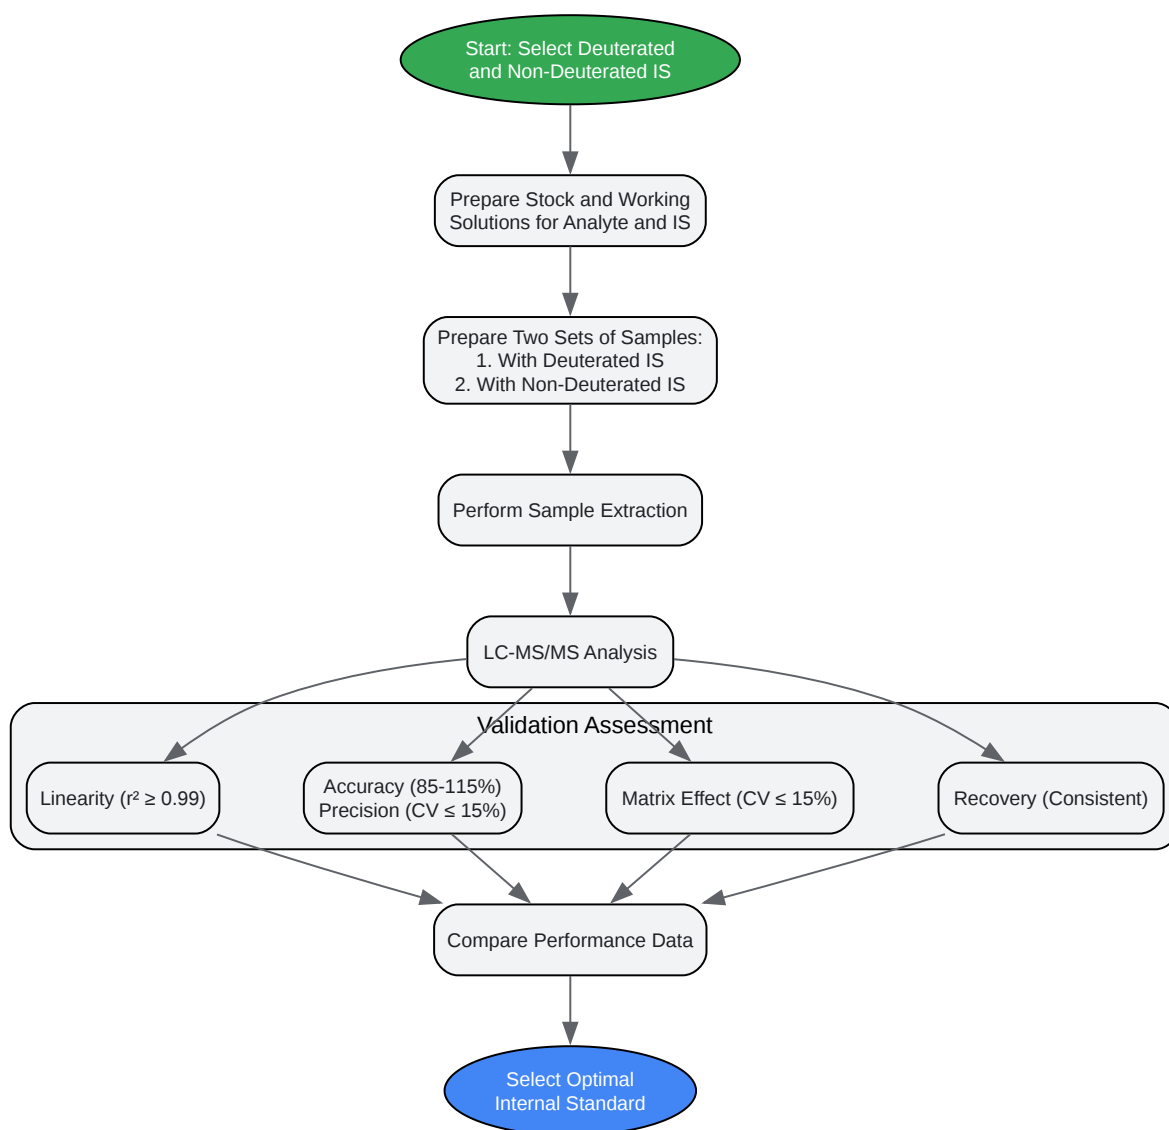 Start: Select Deuterated
and Non-Deuterated IS
Prepare Stock and Working
Solutions for Analyte and IS
Prepare Two Sets of Samples:
1. With Deuterated IS
2. With Non-Deuterated IS
Perform Sample Extraction
LC-MS/MS Analysis
Validation Assessment
Linearity (r² ≥ 0.99)
Accuracy (85-115%)
Precision (CV ≤ 15%)
Matrix Effect (CV ≤ 15%)
Recovery (Consistent)
Compare Performance Data
Select Optimal
Internal Standard